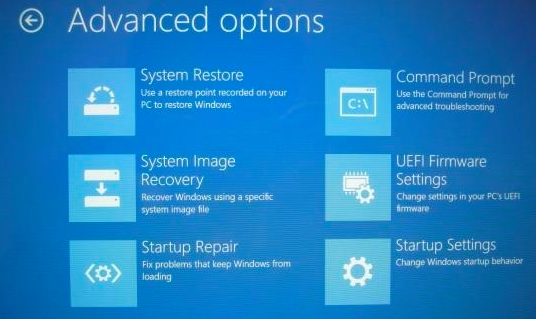 Advanced options
System Restore
Use a restore point recorded on your
PC to restore Windows
Command Prompt
Use the Command Prompt for
advanced troubleshooting
C:\
System Image
Recovery
Recover Windows using a specific
system image file
UEFI Firmware
Settings
Change settings in your PC's UEFI
firmware
Startup Repair
Fix problems that keep Windows from
loading
Startup Settings
Change Windows startup behavior